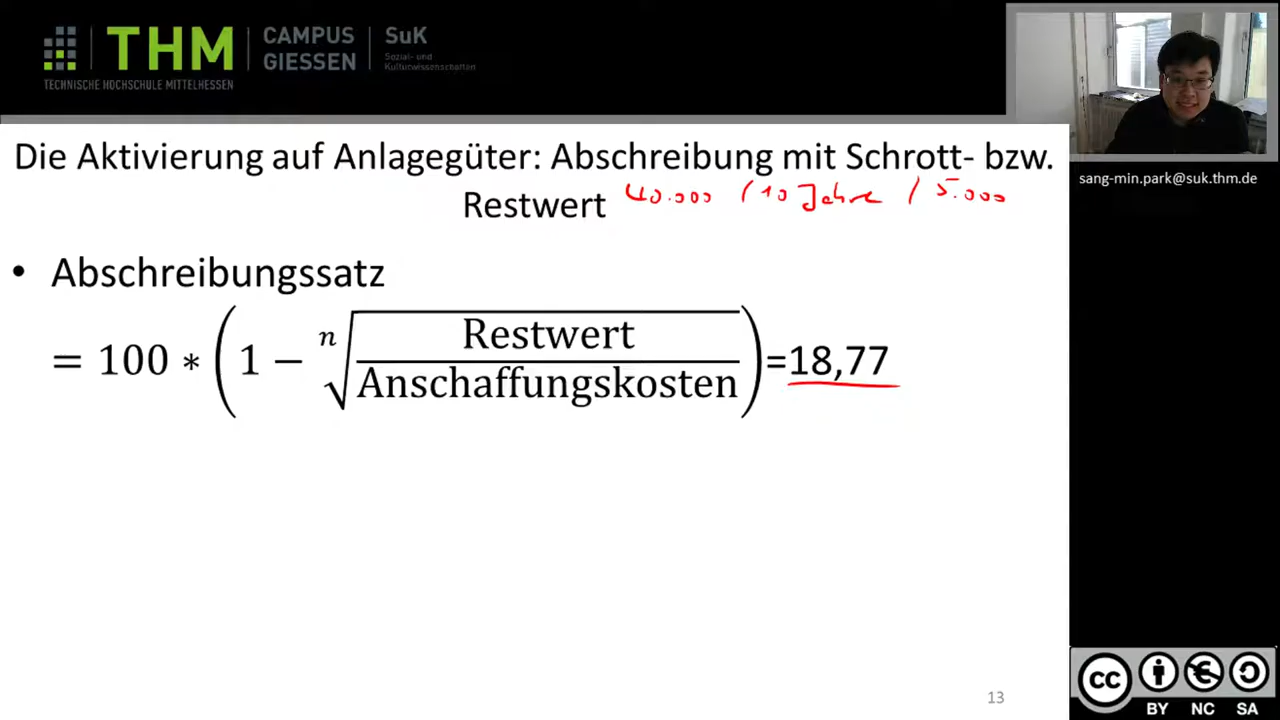 THM
CAMPUS
GIESSEN
SuK
Sozial- und
Kulturwissenschaften
TECHNISCHE HOCHSCHULE MITTELHESSEN
sang-min.park@suk.thm.de
Die Aktivierung auf Anlagegüter: Abschreibung mit Schrott- bzw.
Restwert 40.000 / 10 Jahre / 5.000
• Abschreibungssatz
= 100 ∗ (1 − ⁿ√(Restwert / Anschaffungskosten)) =18,77
13
cc
BY NC SA